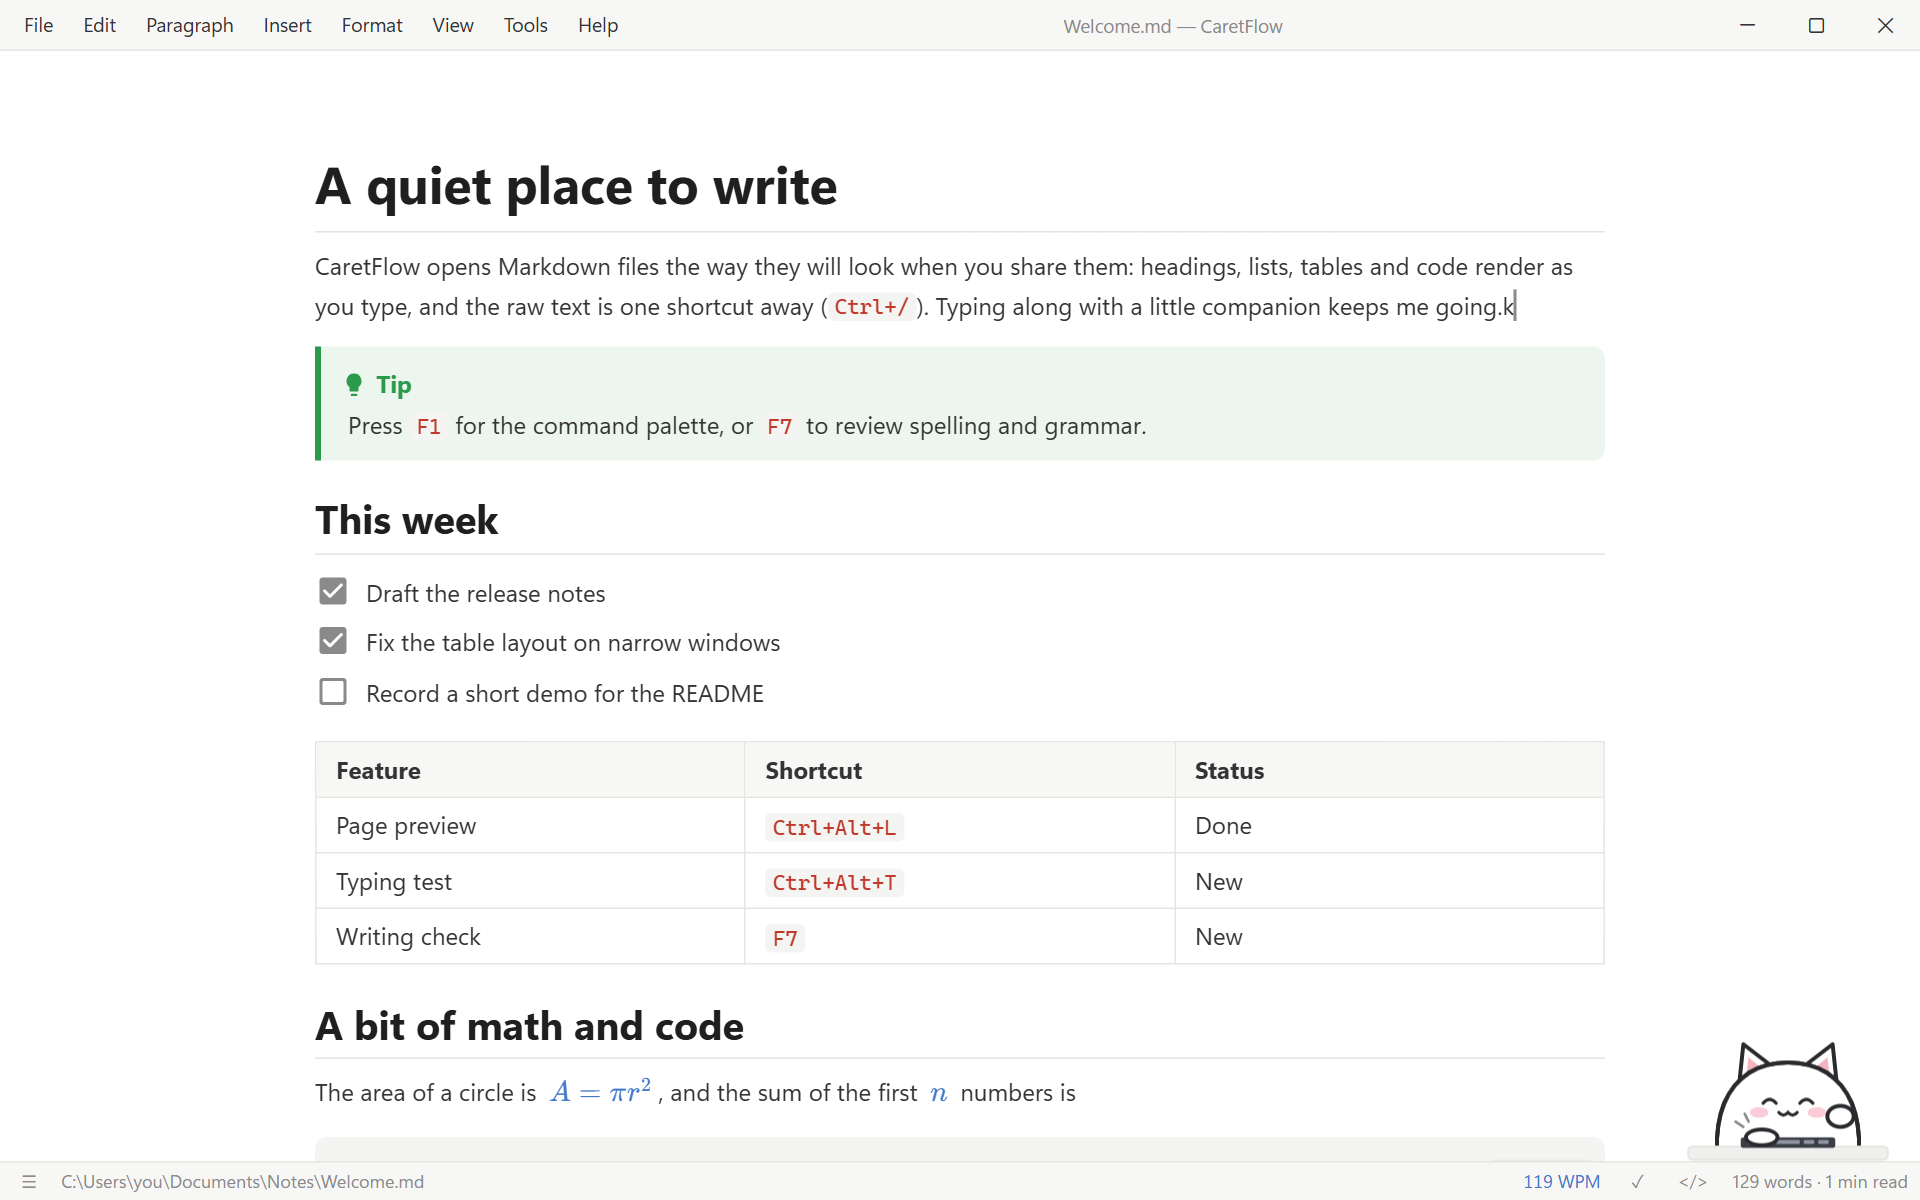 File Edit Paragraph Insert Format View Tools Help Welcome.md — CaretFlow
A quiet place to write
CaretFlow opens Markdown files the way they will look when you share them: headings, lists, tables and code render as
you type, and the raw text is one shortcut away (Ctrl+/). Typing along with a little companion keeps me going.k
Tip
Press F1 for the command palette, or F7 to review spelling and grammar.
This week
Draft the release notes
Fix the table layout on narrow windows
Record a short demo for the README
Feature Shortcut Status
Page preview Ctrl+Alt+L Done
Typing test Ctrl+Alt+T New
Writing check F7 New
A bit of math and code
The area of a circle is A = πr², and the sum of the first n numbers is
C:\Users\you\Documents\Notes\Welcome.md 119 WPM ✓ </> 129 words · 1 min read